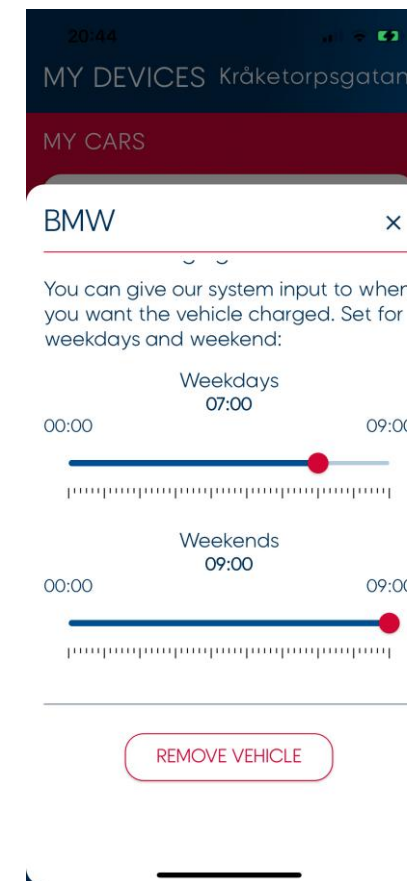 20:44
MY DEVICES Kråketorpsgatan
MY CARS
BMW
You can give our system input to when
you want the vehicle charged. Set for
weekdays and weekend:
Weekdays
07:00
00:00 09:00
Weekends
09:00
00:00 09:00
REMOVE VEHICLE